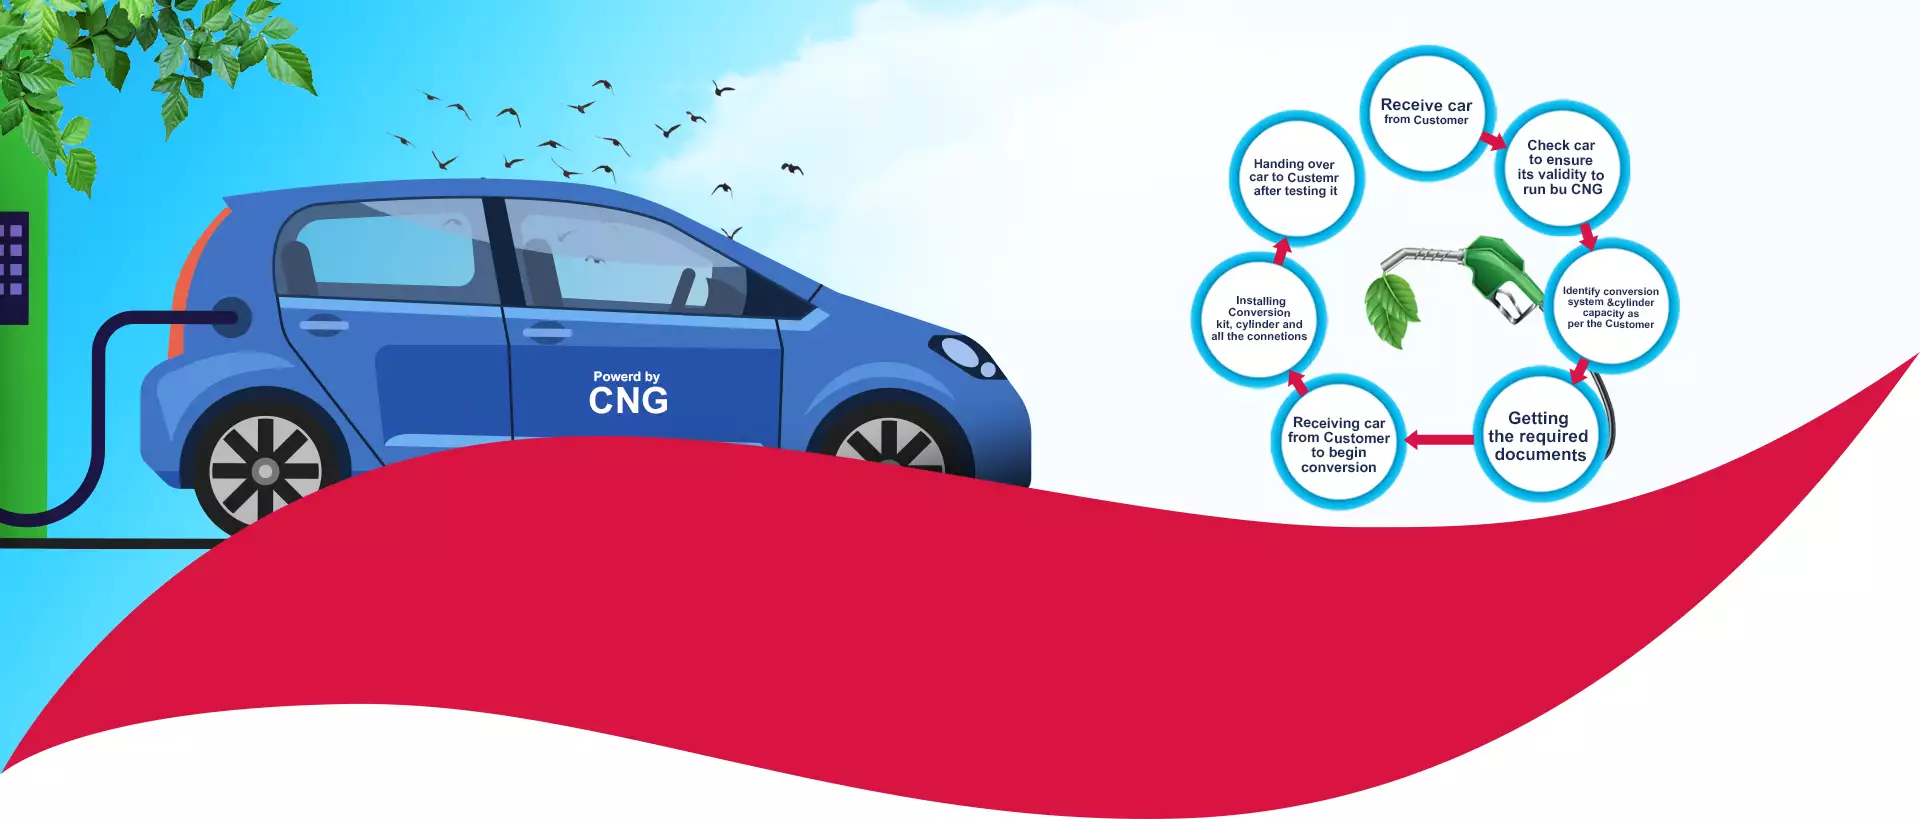 Powerd by
CNG
Receive car
from Customer
Check car
to ensure
its validity to
run bu CNG
Identify conversion
system &cylinder
capacity as
per the Customer
Getting
the required
documents
Receiving car
from Customer
to begin
conversion
Installing
Conversion
kit, cylinder and
all the connetions
Handing over
car to Custemr
after testing it